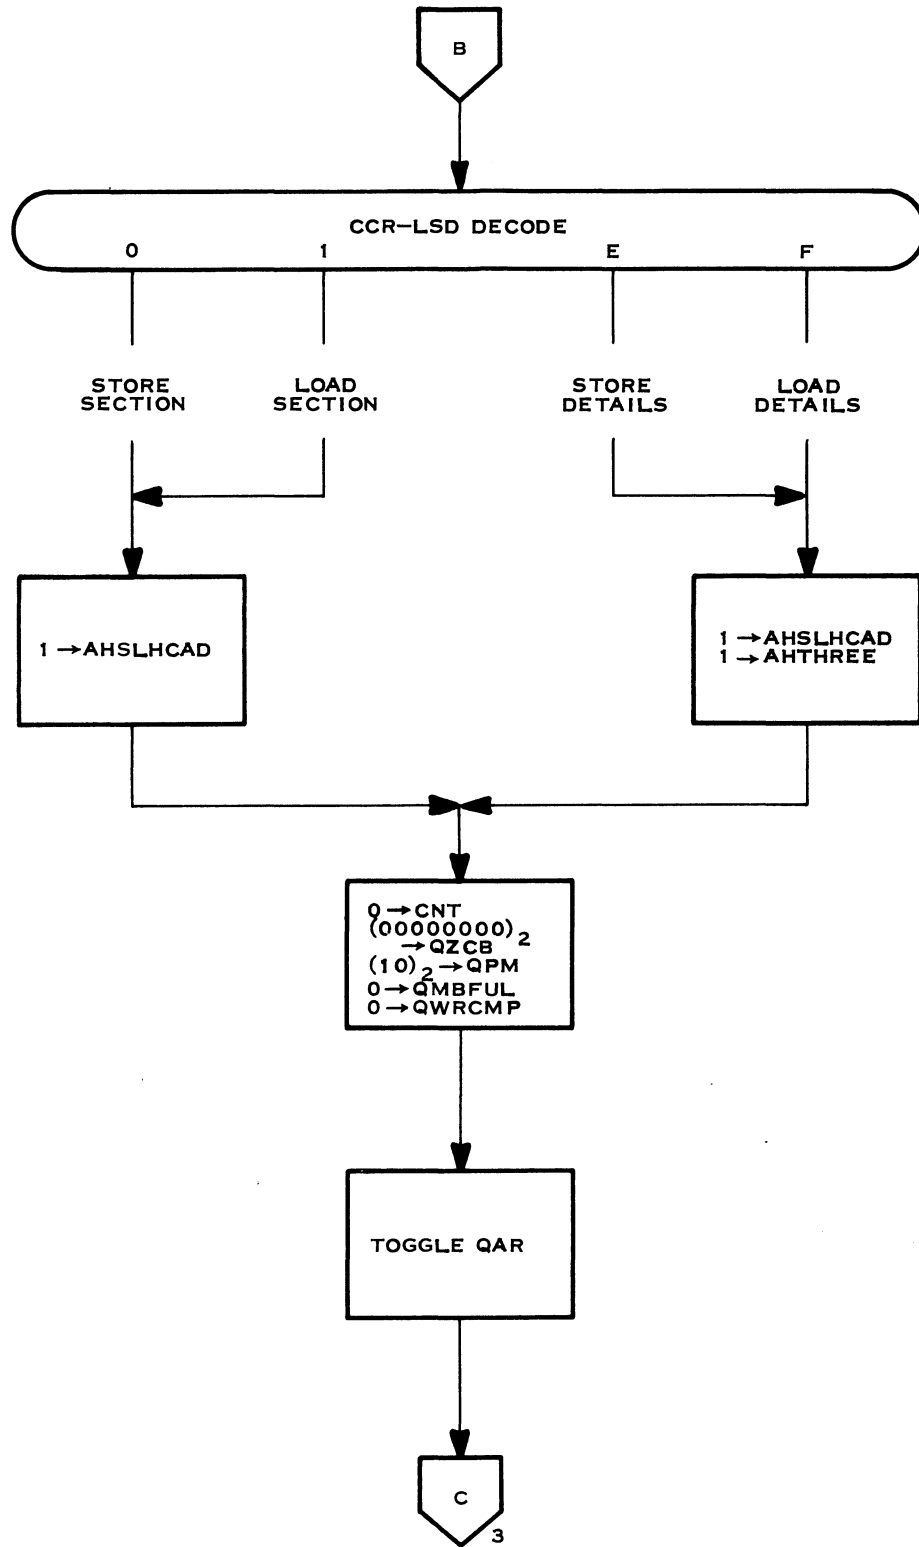 B
CCR-LSD DECODE
0 1 E F
STORE SECTION
LOAD SECTION
STORE DETAILS
LOAD DETAILS
1 → AHSLHCAD
1 → AHSLHCAD
1 → AHTHREE
0 → CNT
(00000000)₂
→ QZCB
(10)₂ → QPM
0 → QMBFUL
0 → QWRCMP
TOGGLE QAR
C
3